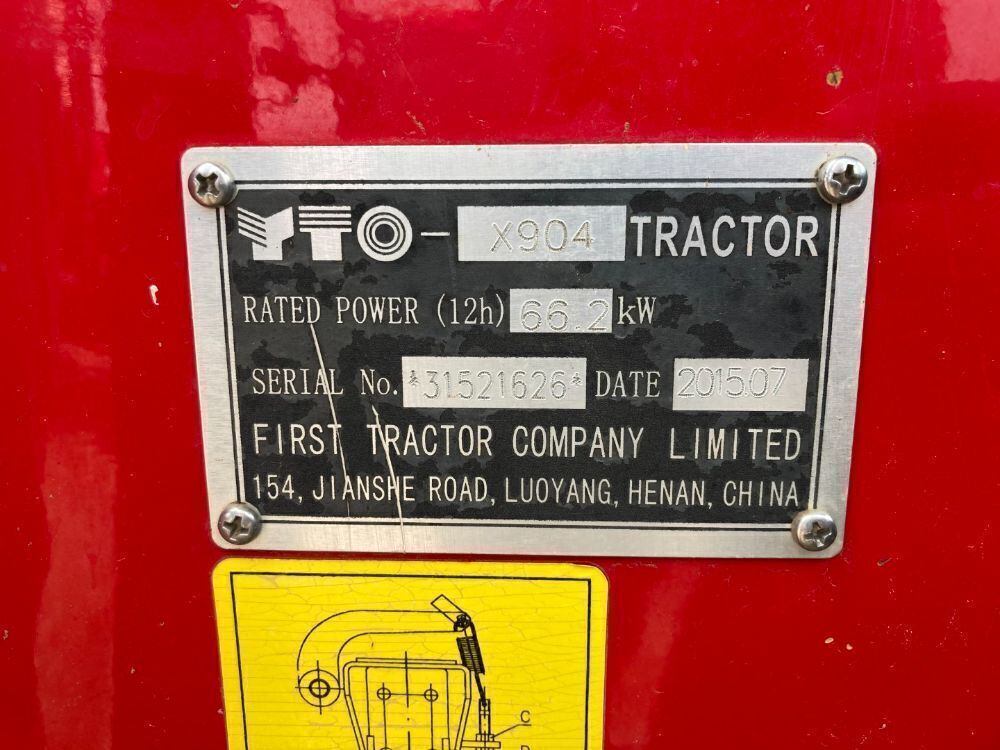 YTO - X904 TRACTOR
RATED POWER (12h) 66.2 kW
SERIAL No. *31521626* DATE 2015.07
FIRST TRACTOR COMPANY LIMITED
154, JIANSHE ROAD, LUOYANG, HENAN, CHINA
C